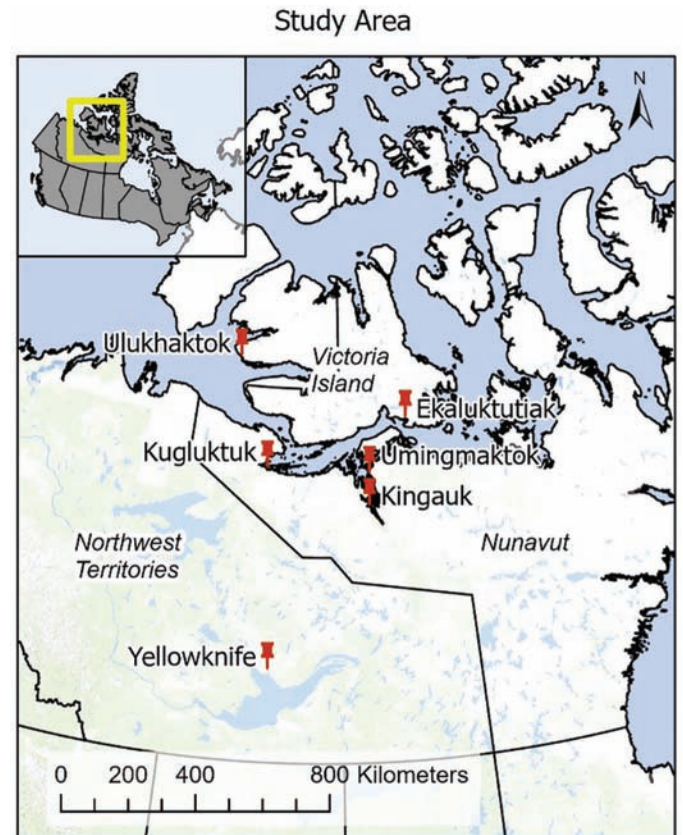 Study Area
N
Ulukhaktok
Victoria
Island
Ekaluktutiak
Kugluktuk
Umingmaktok
Kingauk
Northwest
Territories
Nunavut
Yellowknife
0 200 400 800 Kilometers